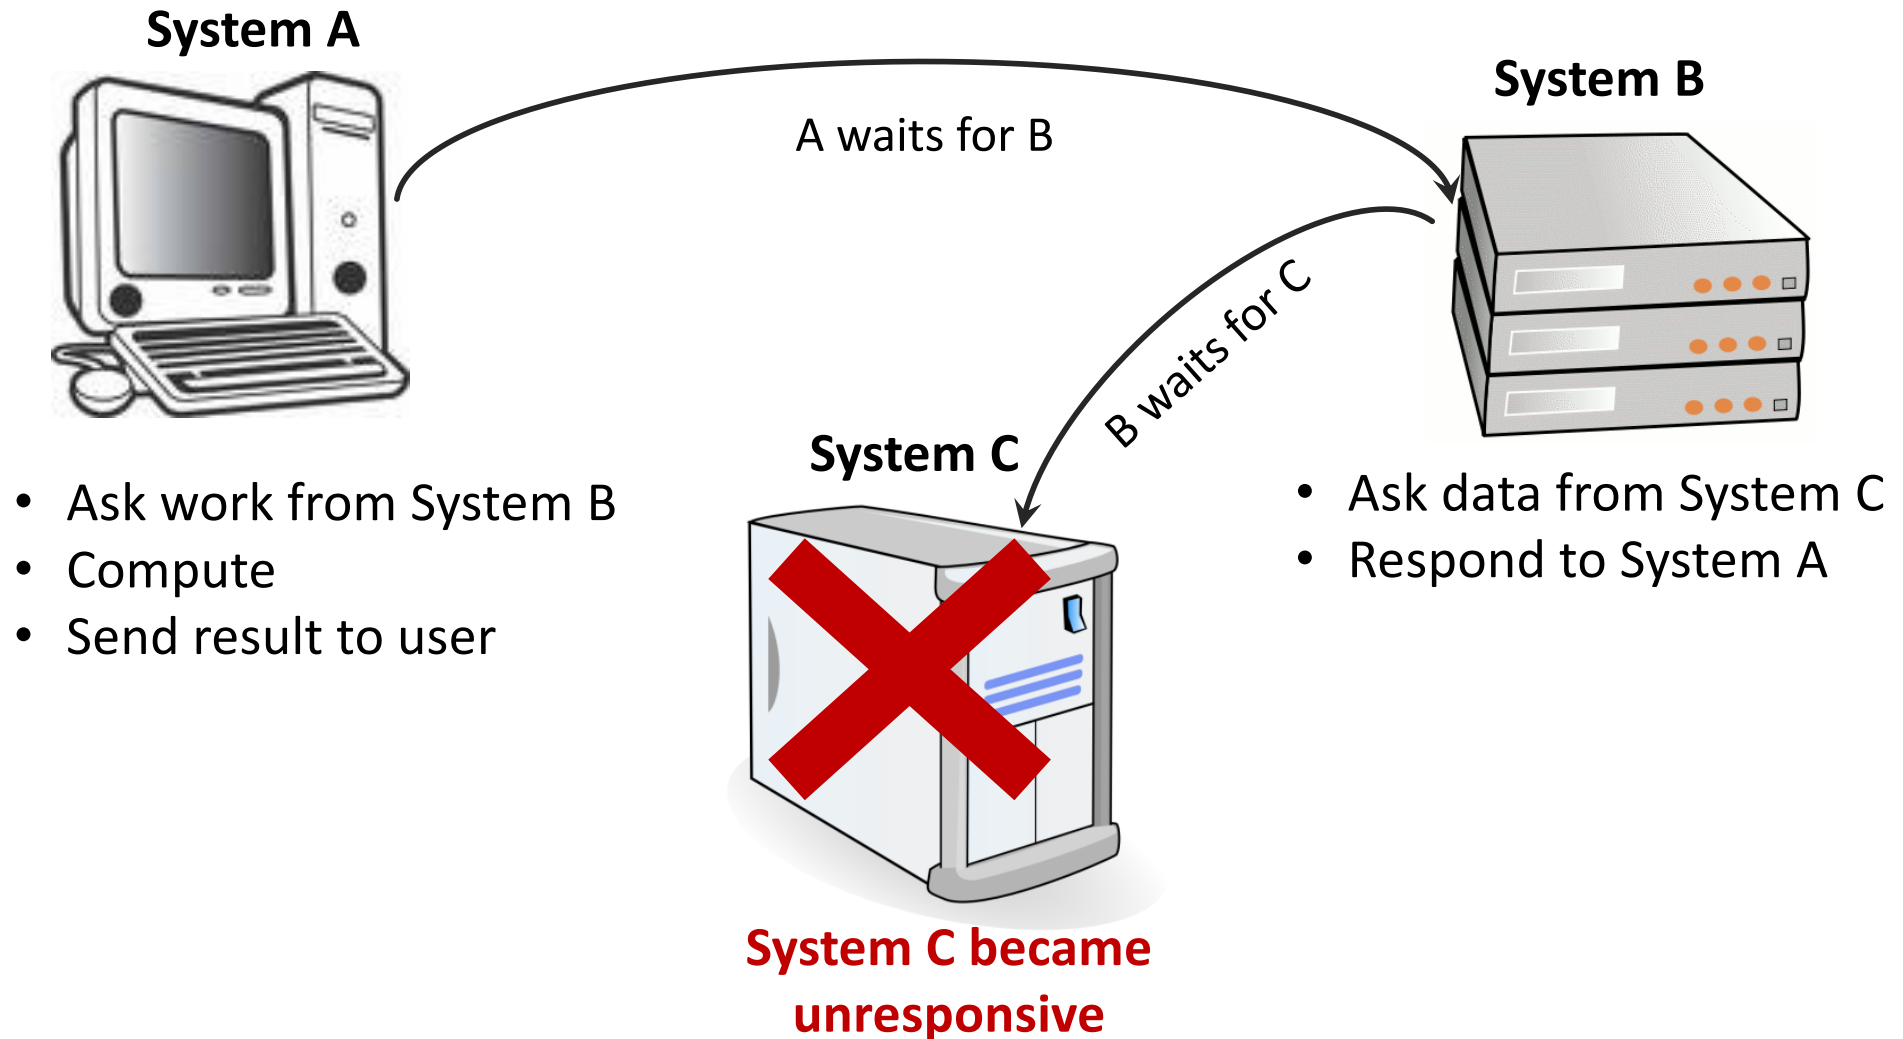 System A
System B
A waits for B
B waits for C
System C
• Ask work from System B
• Compute
• Send result to user
• Ask data from System C
• Respond to System A
System C became
unresponsive